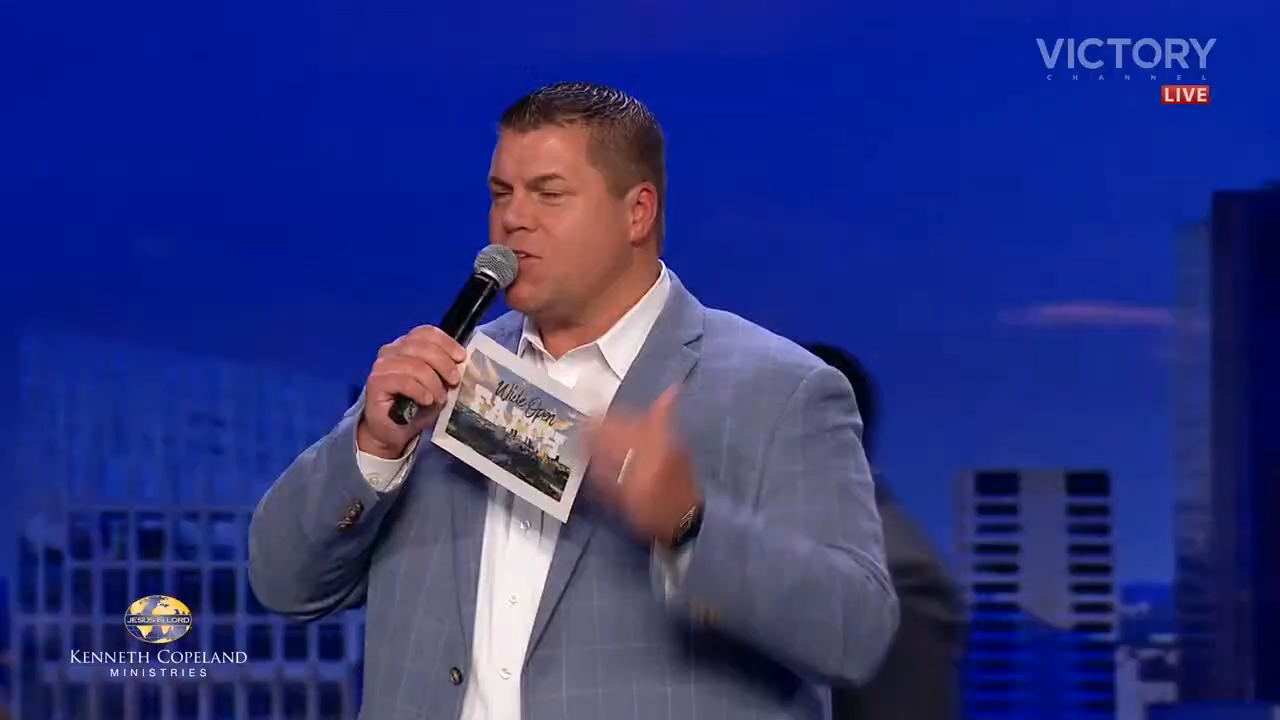 VICTORY
CHANNEL
LIVE
Wide Open
JESUS IS LORD
KENNETH COPELAND
MINISTRIES